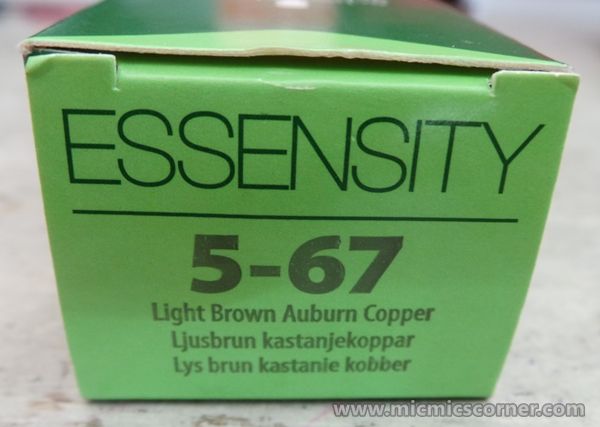 ESSENSITY
5-67
Light Brown Auburn Copper
Ljusbrun kastanjekoppar
Lys brun kastanie kobber
www.micmicscorner.com